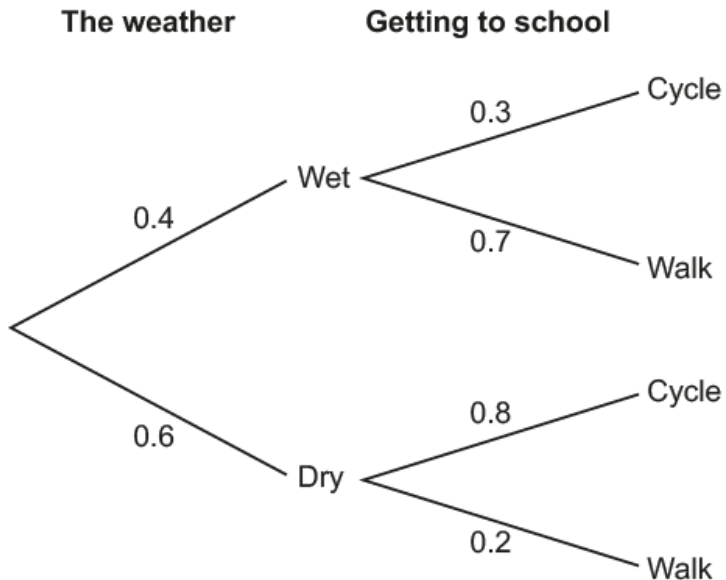 The weather Getting to school
Cycle
0.3
Wet
0.4
0.7
Walk
Cycle
0.8
0.6
Dry
0.2
Walk